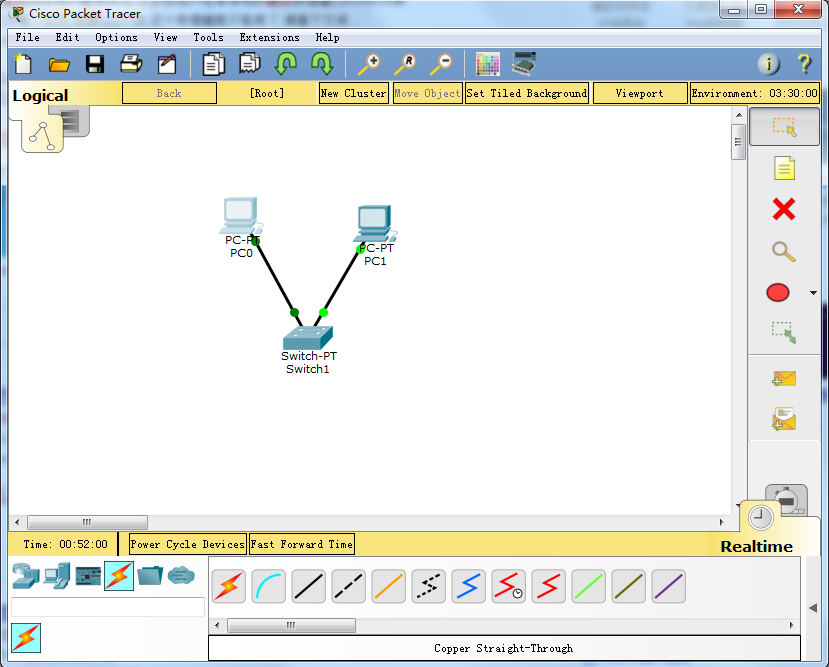 Cisco Packet Tracer
File Edit Options View Tools Extensions Help
Logical
Back
[Root]
New Cluster
Move Object
Set Tiled Background
Viewport
Environment: 03:30:00
PC-PT
PC0
PC-PT
PC1
Switch-PT
Switch1
Time: 00:52:00
Power Cycle Devices
Fast Forward Time
Realtime
Copper Straight-Through